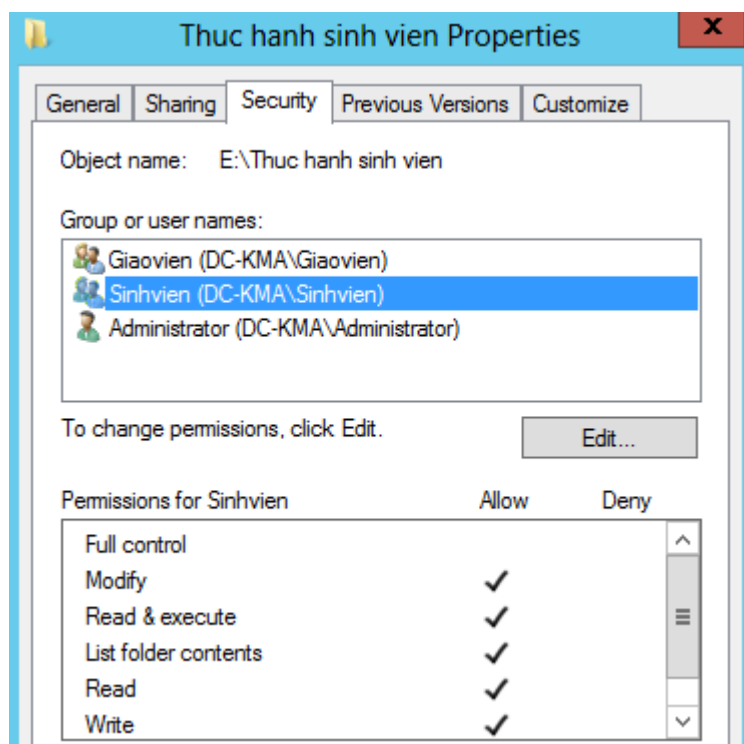 Thuc hanh sinh vien Properties
x
General Sharing Security Previous Versions Customize
Object name: E:\Thuc hanh sinh vien
Group or user names:
Giaovien (DC-KMA\Giaovien)
Sinhvien (DC-KMA\Sinhvien)
Administrator (DC-KMA\Administrator)
To change permissions, click Edit.
Edit...
Permissions for Sinhvien Allow Deny
Full control
Modify
Read & execute
List folder contents
Read
Write